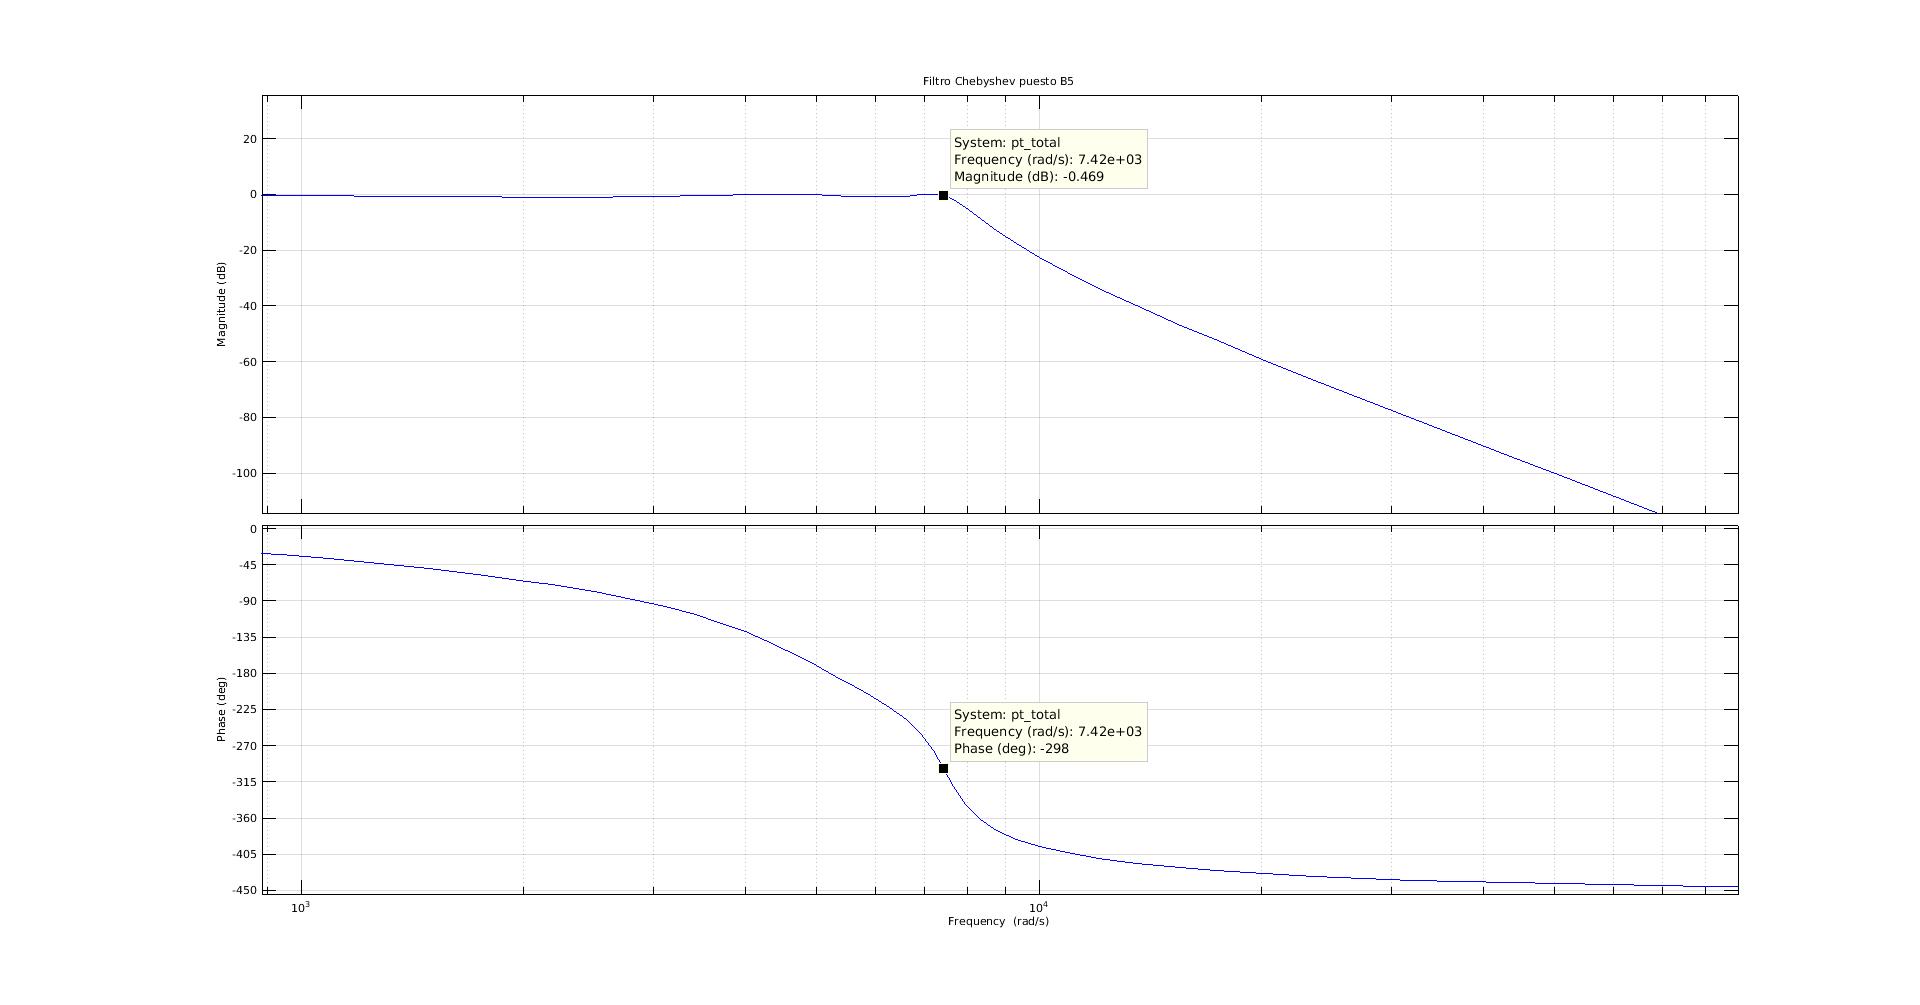 Filtro Chebyshev puesto B5
20
0
-20
-40
-60
-80
-100
Magnitude (dB)
System: pt_total
Frequency (rad/s): 7.42e+03
Magnitude (dB): -0.469
0
-45
-90
-135
-180
-225
-270
-315
-360
-405
-450
Phase (deg)
System: pt_total
Frequency (rad/s): 7.42e+03
Phase (deg): -298
10³
10⁴
Frequency (rad/s)